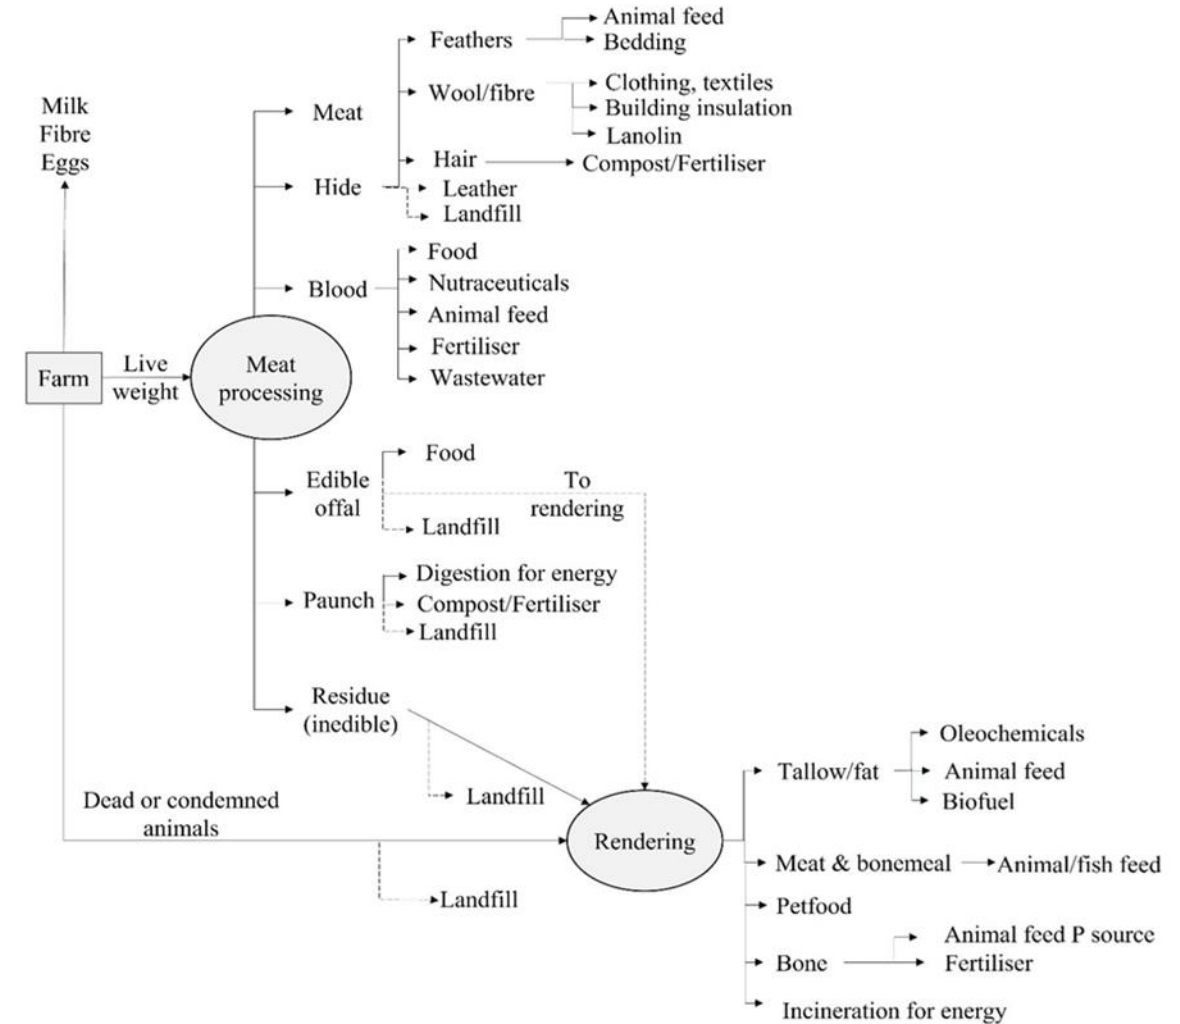 Animal feed
Feathers
Bedding
Clothing, textiles
Wool/fibre
Building insulation
Lanolin
Milk
Fibre
Eggs
Meat
Hair
Compost/Fertiliser
Hide
Leather
Landfill
Food
Blood
Nutraceuticals
Animal feed
Fertiliser
Wastewater
Farm
Live
weight
Meat
processing
Edible
offal
Food
To
rendering
Landfill
Paunch
Digestion for energy
Compost/Fertiliser
Landfill
Residue
(inedible)
Landfill
Dead or condemned
animals
Landfill
Rendering
Tallow/fat
Oleochemicals
Animal feed
Biofuel
Meat & bonemeal
Animal/fish feed
Petfood
Bone
Animal feed P source
Fertiliser
Incineration for energy